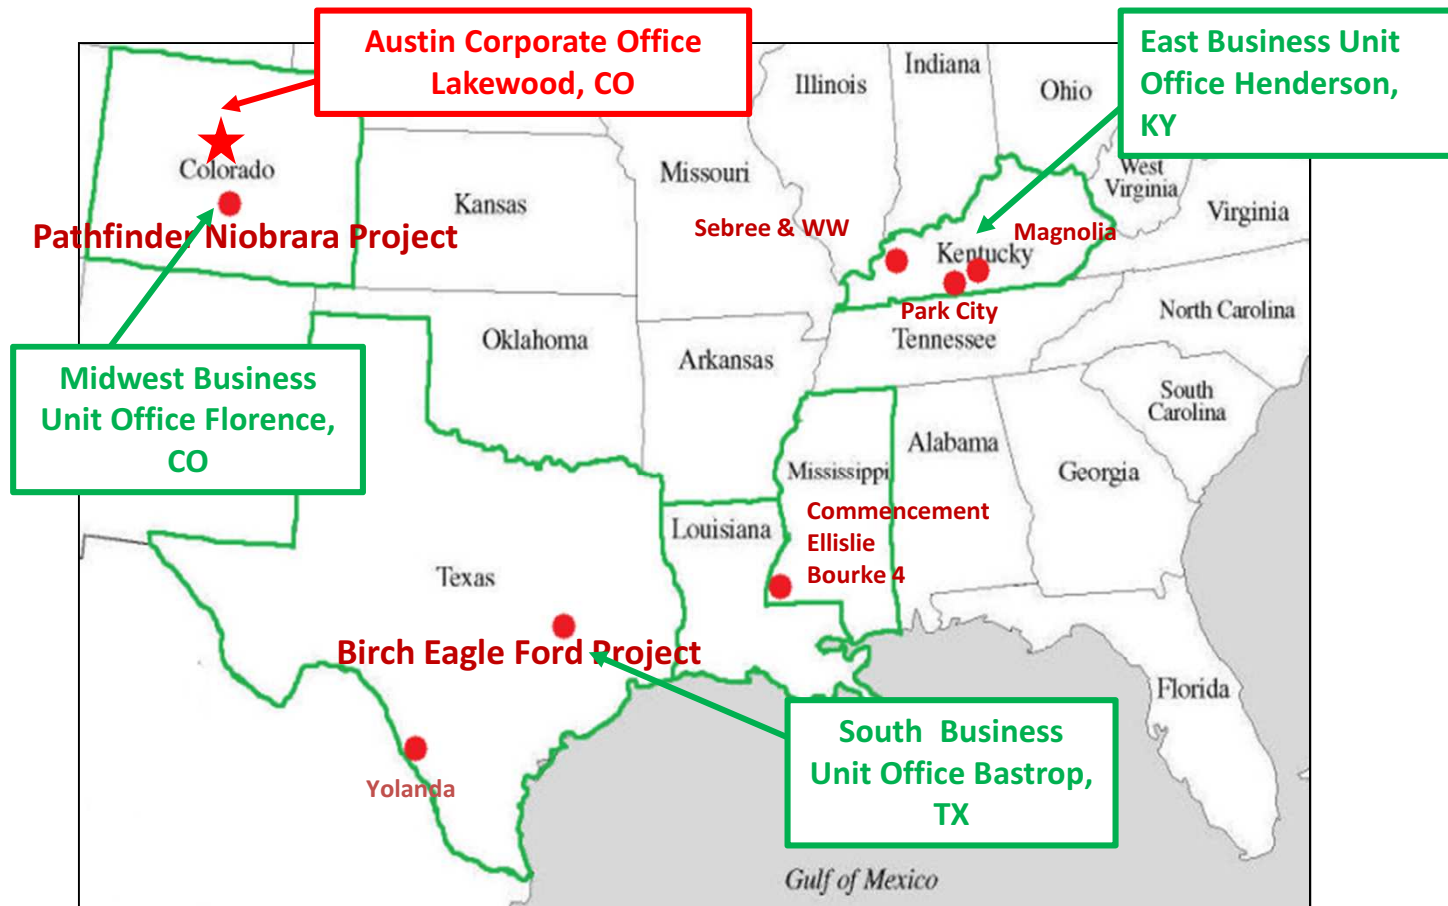 Austin Corporate Office
Lakewood, CO
East Business Unit
Office Henderson,
KY
Illinois
Indiana
Ohio
Colorado
Kansas
Missouri
West
Virginia
Virginia
Pathfinder Niobrara Project
Sebree & WW
Magnolia
Kentucky
Park City
Oklahoma
Arkansas
Tennessee
North Carolina
Midwest Business
Unit Office Florence,
CO
South
Carolina
Mississippi
Alabama
Georgia
Louisiana
Commencement
Ellislie
Bourke 4
Texas
Birch Eagle Ford Project
Florida
South Business
Unit Office Bastrop,
TX
Yolanda
Gulf of Mexico